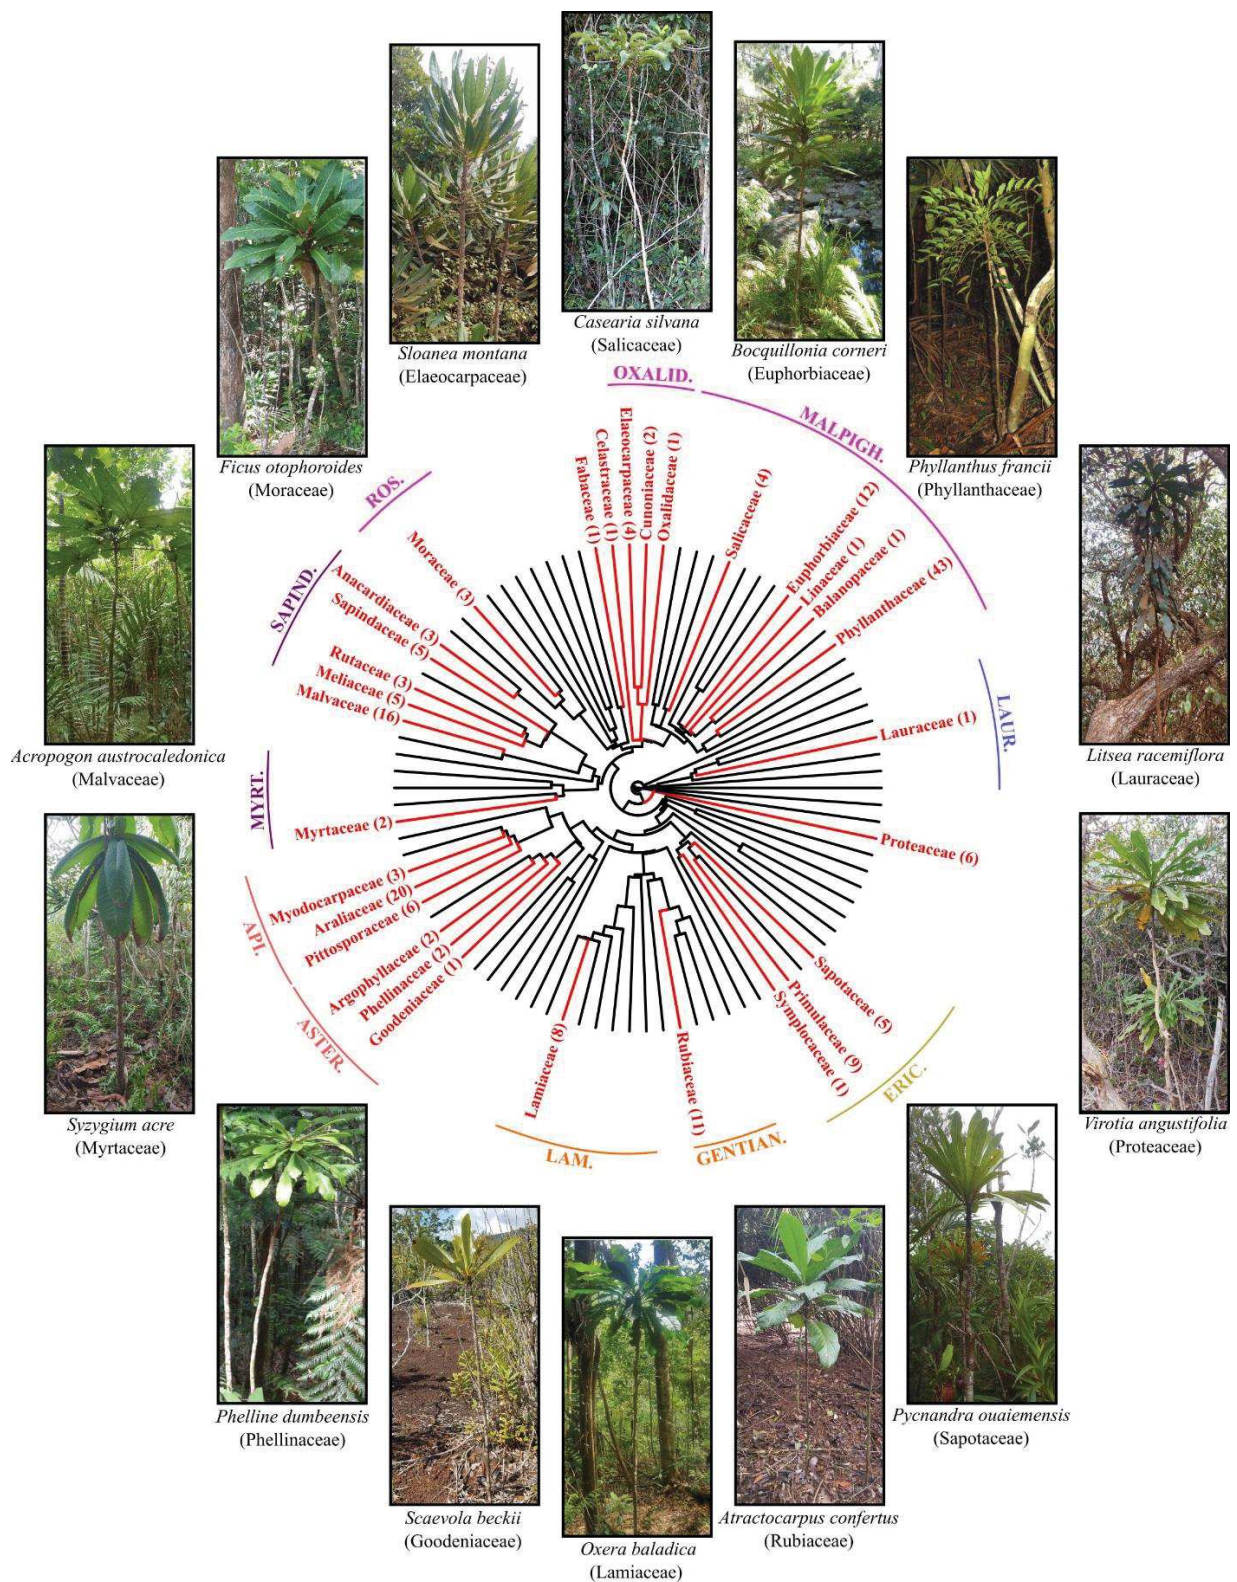 Casearia silvana
(Salicaceae)
Sloanea montana
(Elaeocarpaceae)
Bocquillonia corneri
(Euphorbiaceae)
Ficus otophoroides
(Moraceae)
Phyllanthus francii
(Phyllanthaceae)
Acropogon austrocaledonica
(Malvaceae)
Litsea racemiflora
(Lauraceae)
Syzygium acre
(Myrtaceae)
Virotia angustifolia
(Proteaceae)
Phelline dumbeensis
(Phellinaceae)
Pycnandra ouaiemensis
(Sapotaceae)
Scaevola beckii
(Goodeniaceae)
Atractocarpus confertus
(Rubiaceae)
Oxera baladica
(Lamiaceae)
OXALID.
MALPIGH.
LAUR.
ERIC.
GENTIAN.
LAM.
ASTER.
API.
MYRT.
SAPIND.
ROS.
Fabaceae (1)
Celastraceae (1)
Elaeocarpaceae (4)
Cunoniaceae (2)
Oxalidaceae (1)
Salicaceae (4)
Euphorbiaceae (12)
Linaceae (1)
Balanopaceae (1)
Phyllanthaceae (43)
Lauraceae (1)
Proteaceae (6)
Sapotaceae (5)
Primulaceae (9)
Symplocaceae (1)
Rubiaceae (11)
Lamiaceae (8)
Goodeniaceae (1)
Phellinaceae (2)
Argophyllaceae (2)
Pittosporaceae (6)
Araliaceae (20)
Myodocarpaceae (3)
Myrtaceae (2)
Malvaceae (16)
Meliaceae (5)
Rutaceae (3)
Sapindaceae (5)
Anacardiaceae (3)
Moraceae (3)